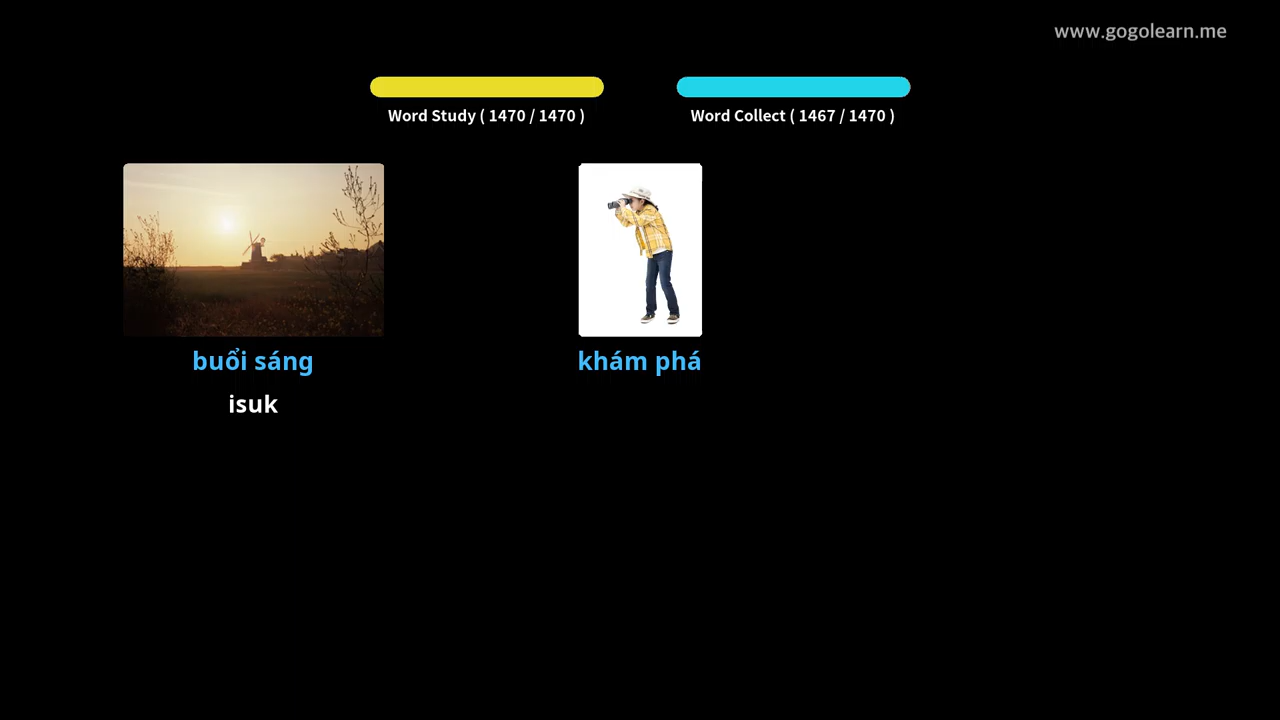 www.gogolearn.me
Word Study ( 1470 / 1470 )
Word Collect ( 1467 / 1470 )
buổi sáng
khám phá
isuk